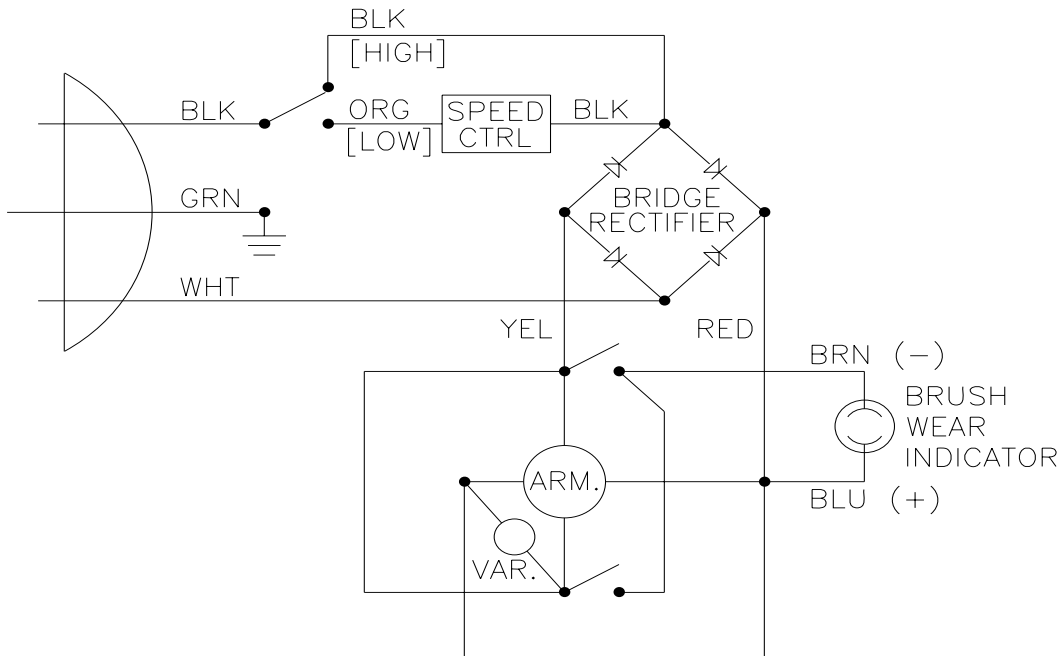 BLK
[HIGH]
BLK
ORG
[LOW]
SPEED
CTRL
BLK
GRN
BRIDGE
RECTIFIER
WHT
YEL
RED
BRN (-)
BRUSH
WEAR
INDICATOR
ARM.
BLU (+)
VAR.